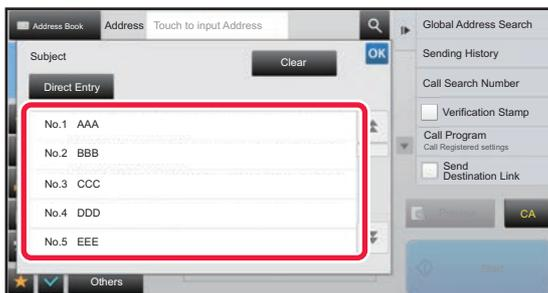 Address Book Address Touch to input Address
Global Address Search
Subject
Clear
OK
Sending History
Direct Entry
Call Search Number
No.1 AAA
Verification Stamp
No.2 BBB
Call Program
Call Registered settings
No.3 CCC
Send
Destination Link
No.4 DDD
Preview
CA
No.5 EEE
Start
Others